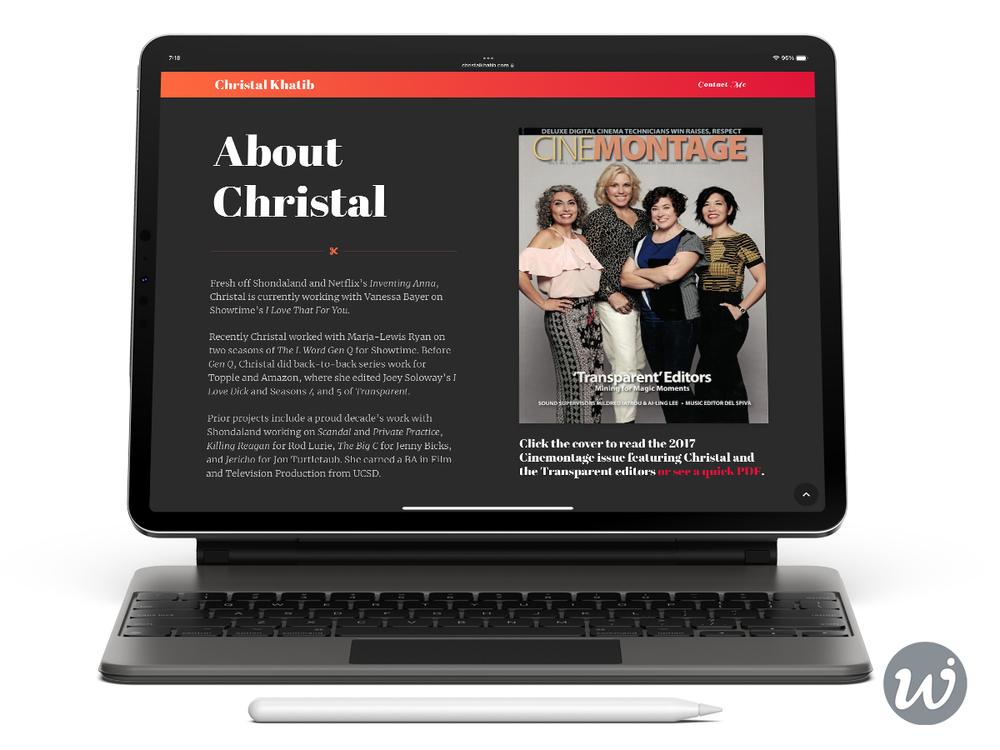 7:18
christalkhatib.com
95%
Christal Khatib
Contact Me
About
Christal
Fresh off Shondaland and Netflix's Inventing Anna,
Christal is currently working with Vanessa Bayer on
Showtime's I Love That For You.
Recently Christal worked with Marja-Lewis Ryan on
two seasons of The L Word Gen Q for Showtime. Before
Gen Q, Christal did back-to-back series work for
Topple and Amazon, where she edited Joey Soloway's I
Love Dick and Seasons 4 and 5 of Transparent.
Prior projects include a proud decade's work with
Shondaland working on Scandal and Private Practice,
Killing Reagan for Rod Lurie, The Big C for Jenny Bicks,
and Jericho for Jon Turteltaub. She earned a BA in Film
and Television Production from UCSD.
DELUXE DIGITAL CINEMA TECHNICIANS WIN RAISES, RESPECT
CINEMONTAGE
'Transparent' Editors
Mining for Magic Moments
SOUND SUPERVISORS MILDRED IATROU & AI-LING LEE • MUSIC EDITOR DEL SPIVA
Click the cover to read the 2017
Cinemontage issue featuring Christal and
the Transparent editors or see a quick PDF.
w